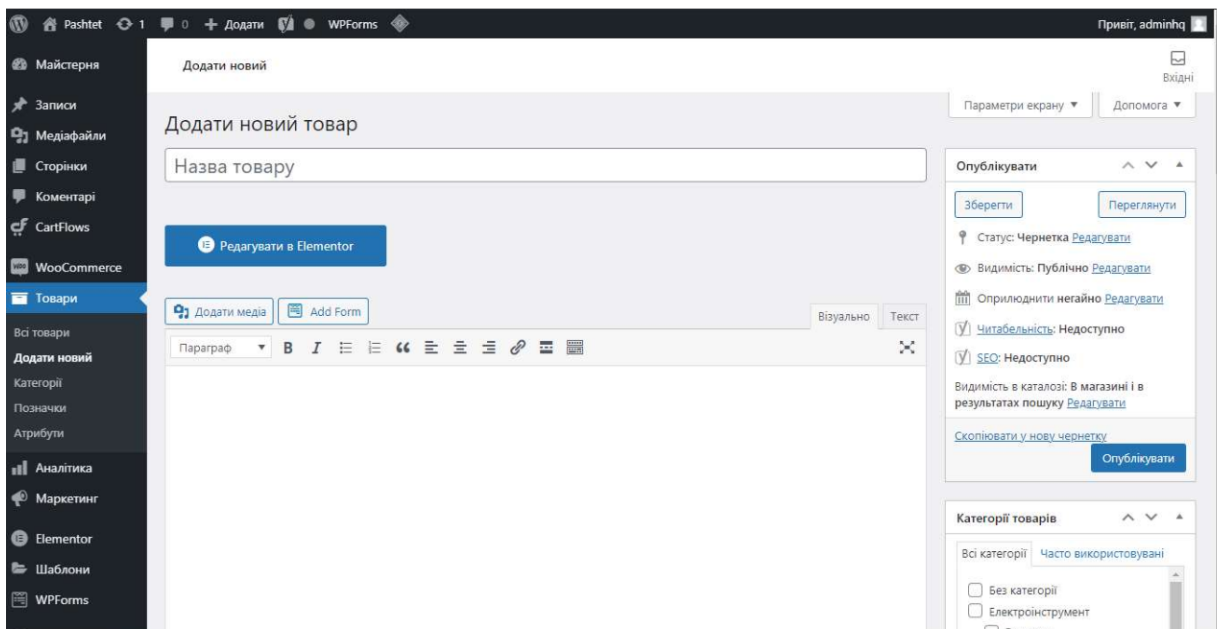 Pashtet 1 0 Додати WPForms Привіт, adminhq
Майстерня
Записи
Медіафайли
Сторінки
Коментарі
CartFlows
WooCommerce
Товари
Всі товари
Додати новий
Категорії
Позначки
Атрибути
Аналітика
Маркетинг
Elementor
Шаблони
WPForms
Додати новий
Вхідні
Параметри екрану
Допомога
Додати новий товар
Назва товару
Редагувати в Elementor
Додати медіа
Add Form
Візуально
Текст
Параграф
Опублікувати
Зберегти
Переглянути
Статус: Чернетка Редагувати
Видимість: Публічно Редагувати
Оприлюднити негайно Редагувати
Читабельність: Недоступно
SEO: Недоступно
Видимість в каталозі: В магазині і в
результатах пошуку Редагувати
Скопіювати у нову чернетку
Опублікувати
Категорії товарів
Всі категорії
Часто використовувані
Без категорії
Електроінструмент